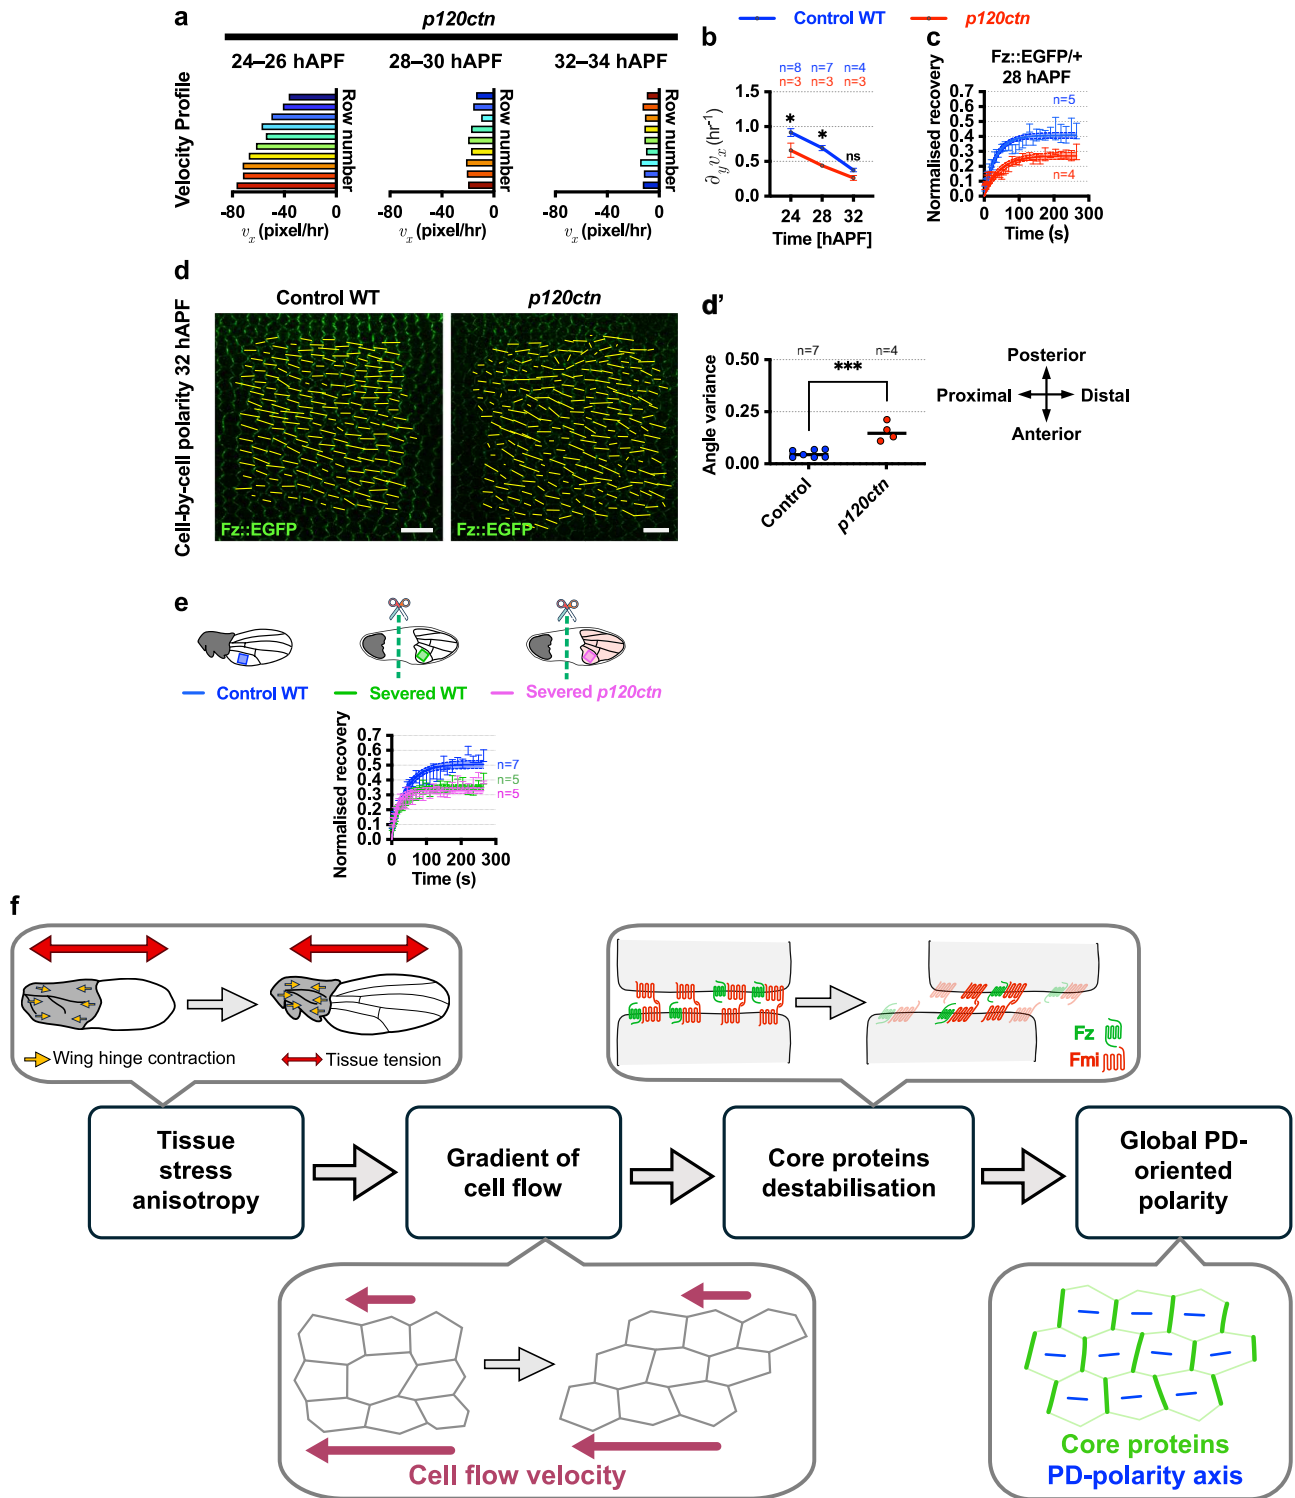 a
p120ctn
24–26 hAPF
28–30 hAPF
32–34 hAPF
Velocity Profile
Row number
Row number
Row number
-80 -40 0
-80 -40 0
-80 -40 0
vₓ (pixel/hr)
vₓ (pixel/hr)
vₓ (pixel/hr)
Control WT
p120ctn
b
n=8 n=7 n=4
n=3 n=3 n=3
∂ᵧvₓ (hr⁻¹)
1.5
1.0
0.5
0.0
* * ns
24 28 32
Time [hAPF]
c
Fz::EGFP/+
28 hAPF
Normalised recovery
0.7
0.6
0.5
0.4
0.3
0.2
0.1
0
n=5
n=4
0 100 200 300
Time (s)
d
Cell-by-cell polarity 32 hAPF
Control WT
p120ctn
Fz::EGFP
Fz::EGFP
d'
n=7 n=4
***
Angle variance
0.50
0.25
0.00
Control
p120ctn
Posterior
Proximal
Distal
Anterior
e
Control WT
Severed WT
Severed p120ctn
Normalised recovery
0.7
0.6
0.5
0.4
0.3
0.2
0.1
0.0
n=7
n=5
n=5
0 100 200 300
Time (s)
f
Wing hinge contraction
Tissue tension
Fz
Fmi
Tissue
stress
anisotropy
Gradient of
cell flow
Core proteins
destabilisation
Global PD-
oriented
polarity
Cell flow velocity
Core proteins
PD-polarity axis